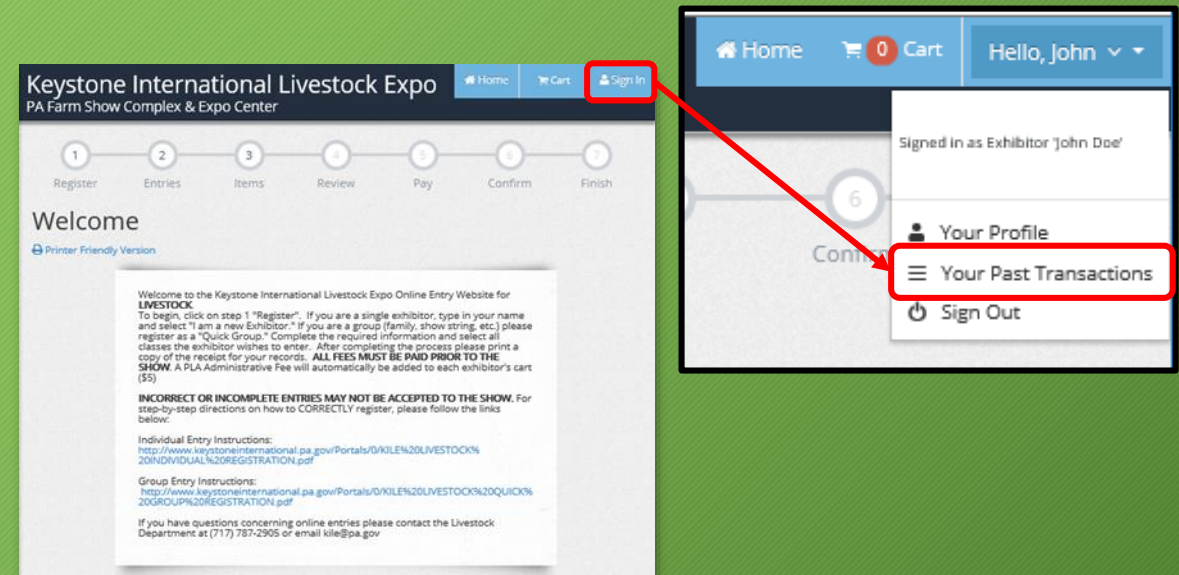 Keystone International Livestock Expo
PA Farm Show Complex & Expo Center
Home Cart Sign In
1 2 3 4 5 6 7
Register Entries Items Review Pay Confirm Finish
Welcome
Printer Friendly Version
Welcome to the Keystone International Livestock Expo Online Entry Website for
LIVESTOCK.
To begin, click on step 1 "Register". If you are a single exhibitor, type in your name
and select "I am a new Exhibitor." If you are a group (family, show string, etc.) please
register as a "Quick Group." Complete the required information and select all
classes the exhibitor wishes to enter. After completing the process please print a
copy of the receipt for your records. ALL FEES MUST BE PAID PRIOR TO THE
SHOW. A PLA Administrative Fee will automatically be added to each exhibitor's cart
($5)
INCORRECT OR INCOMPLETE ENTRIES MAY NOT BE ACCEPTED TO THE SHOW. For
step-by-step directions on how to CORRECTLY register, please follow the links
below:
Individual Entry Instructions:
http://www.keystoneinternational.pa.gov/Portals/0/KILE%20LIVESTOCK%
20INDIVIDUAL%20REGISTRATION.pdf
Group Entry Instructions:
http://www.keystoneinternational.pa.gov/Portals/0/KILE%20LIVESTOCK%20QUICK%
20GROUP%20REGISTRATION.pdf
If you have questions concerning online entries please contact the Livestock
Department at (717) 787-2905 or email kile@pa.gov
Home 0 Cart Hello, John
Signed in as Exhibitor 'John Doe'
6
Confir
Your Profile
Your Past Transactions
Sign Out